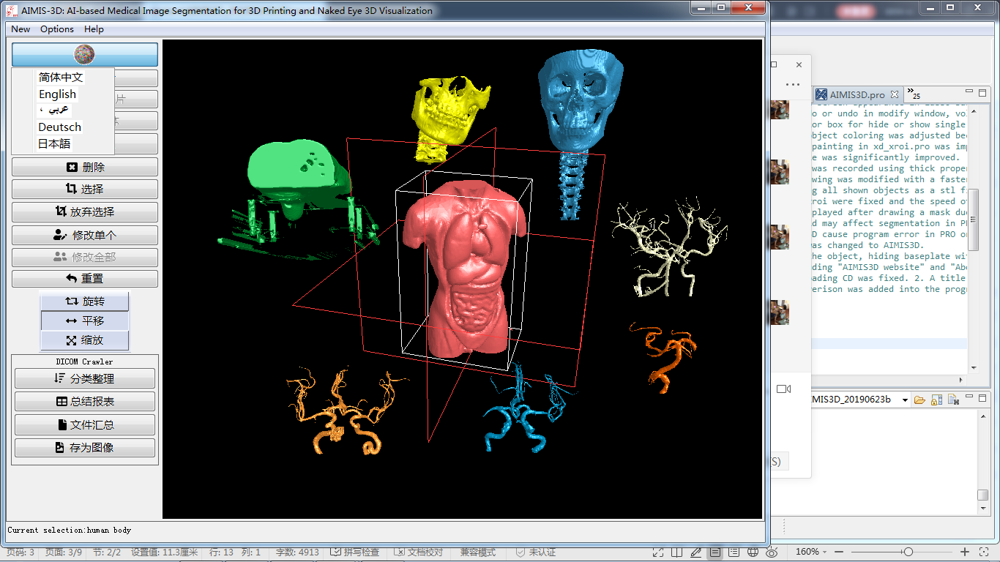 AIMIS-3D: AI-based Medical Image Segmentation for 3D Printing and Naked Eye 3D Visualization
New Options Help
简体中文
English
عربي ،
Deutsch
日本語
片
删除
选择
放弃选择
修改单个
修改全部
重置
旋转
平移
缩放
DICOM Crawler
分类整理
总结报表
文件汇总
存为图像
Current selection:human body
AIMIS3D.pro
25
o or undo in modify window, vo
or box for hide or show single
bject coloring was adjusted be
painting in xd_xroi.pro was im
e was significantly improved.
was recorded using thick prope
wing was modified with a faste
g all shown objects as a stl f
roi were fixed and the speed o
played after drawing a mask du
d may affect segmentation in P
D cause program error in PRO o
was changed to AIMIS3D.
he object, hiding baseplate wi
ding "AIMIS3D website" and "Ab
ading CD was fixed. 2. A title
erison was added into the prog
MIS3D_20190623b
(S)
页码: 3 页面: 3/9 节: 2/2 设置值: 11.3厘米 行: 13 列: 1 字数: 4913 拼写检查 文档校对 兼容模式 未认证 160%